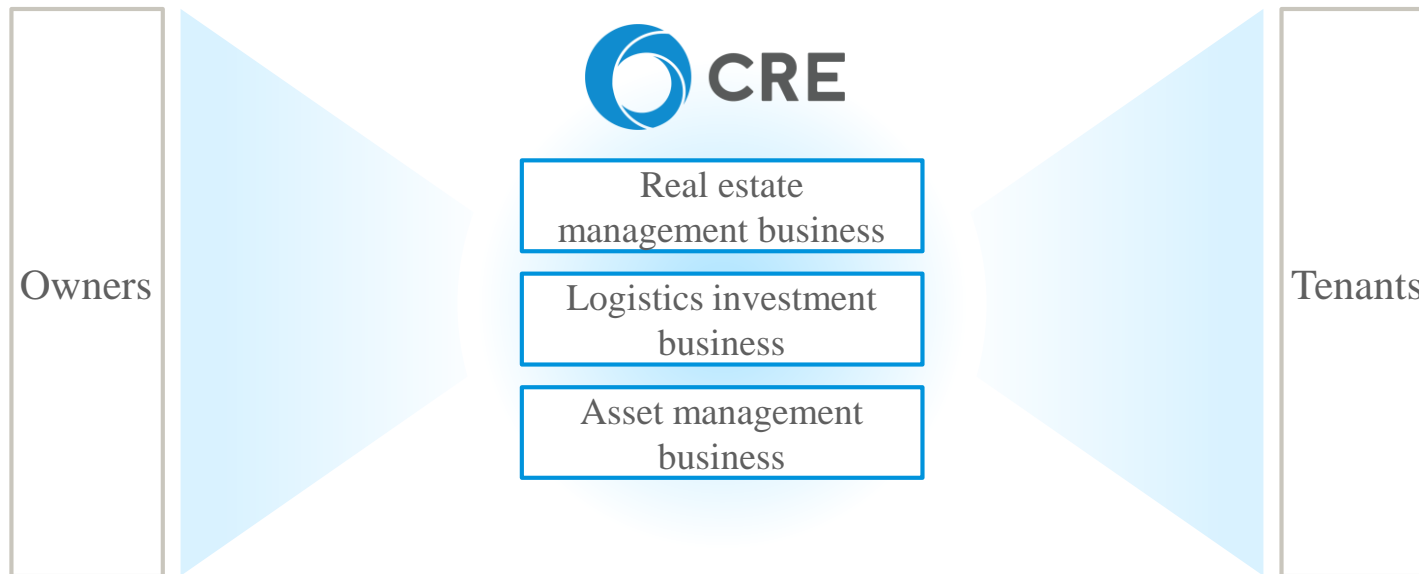 CRE
Real estate
management business
Owners
Logistics investment
business
Tenants
Asset management
business